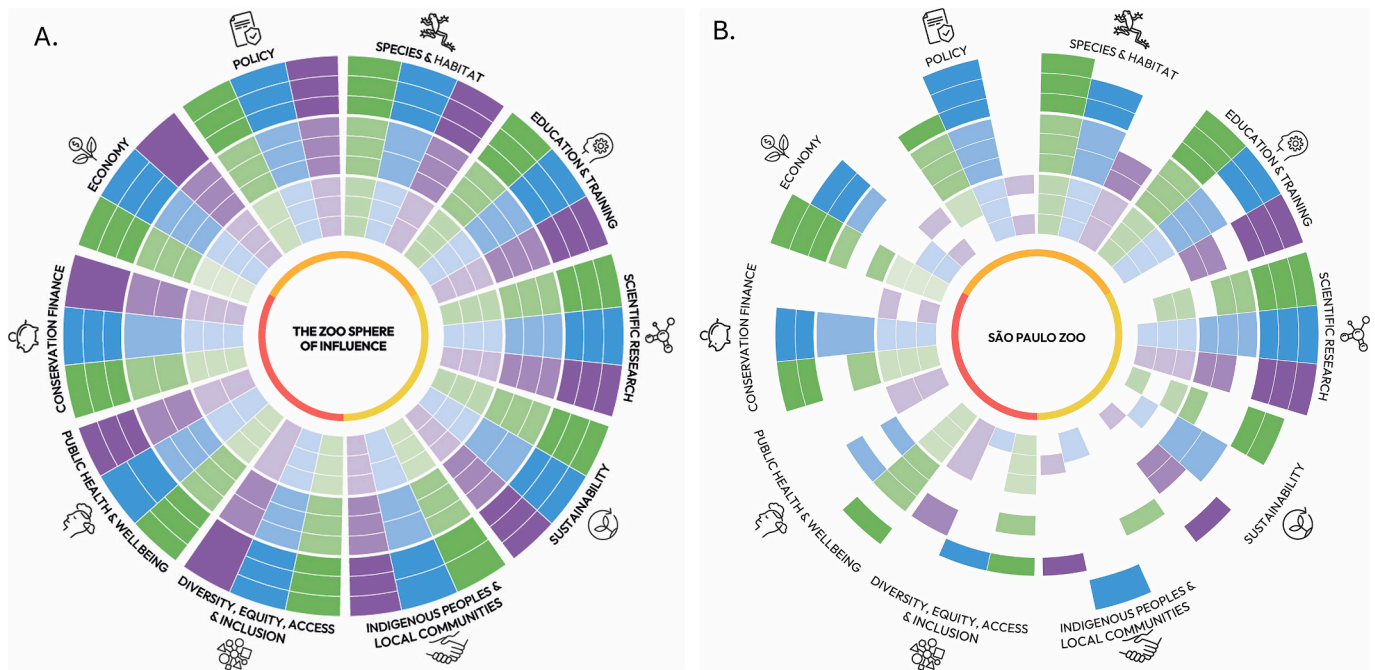 A.
POLICY
SPECIES & HABITAT
EDUCATION & TRAINING
SCIENTIFIC RESEARCH
SUSTAINABILITY
INDIGENOUS PEOPLES &
LOCAL COMMUNITIES
DIVERSITY, EQUITY, ACCESS
& INCLUSION
PUBLIC HEALTH & WELLBEING
CONSERVATION FINANCE
ECONOMY
$
THE ZOO SPHERE
OF INFLUENCE
B.
POLICY
SPECIES & HABITAT
EDUCATION & TRAINING
SCIENTIFIC RESEARCH
SUSTAINABILITY
INDIGENOUS PEOPLES &
LOCAL COMMUNITIES
DIVERSITY, EQUITY, ACCESS
& INCLUSION
PUBLIC HEALTH & WELLBEING
CONSERVATION FINANCE
ECONOMY
$
SÃO PAULO ZOO